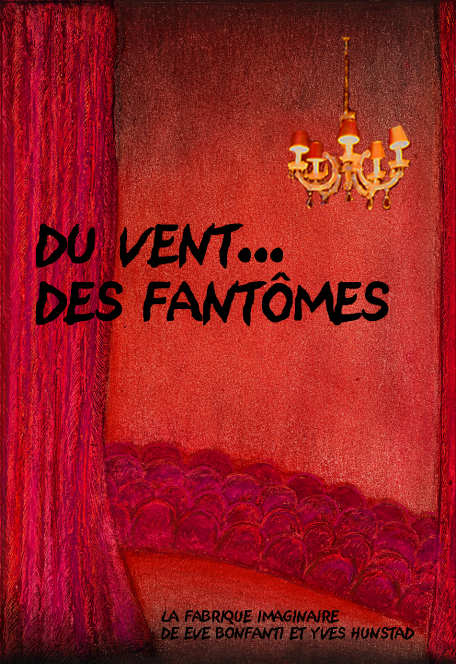 DU VENT...
DES FANTÔMES
LA FABRIQUE IMAGINAIRE
DE EVE BONFANTI ET YVES HUNSTAD